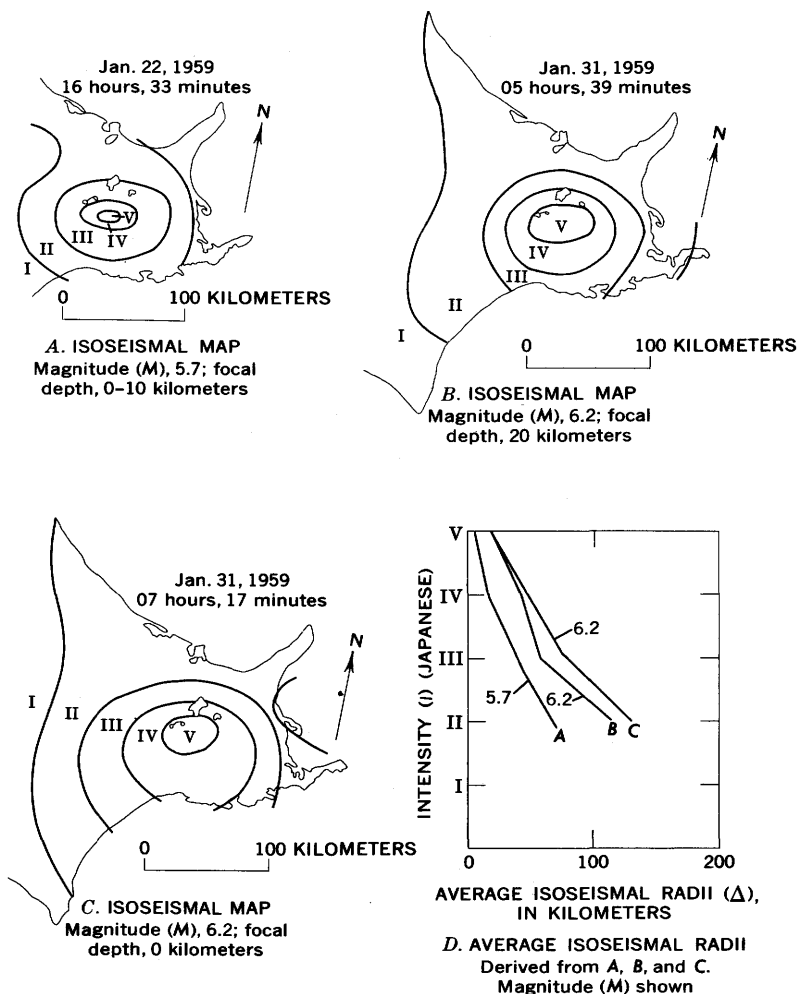 Jan. 22, 1959
16 hours, 33 minutes
N
V
III
IV
II
I
0 100 KILOMETERS
A. ISOSEISMAL MAP
Magnitude (M), 5.7; focal
depth, 0–10 kilometers
Jan. 31, 1959
05 hours, 39 minutes
N
V
IV
III
II
I
0 100 KILOMETERS
B. ISOSEISMAL MAP
Magnitude (M), 6.2; focal
depth, 20 kilometers
Jan. 31, 1959
07 hours, 17 minutes
N
I
II
III
IV
V
0 100 KILOMETERS
C. ISOSEISMAL MAP
Magnitude (M), 6.2; focal
depth, 0 kilometers
INTENSITY (I) (JAPANESE)
V
IV
III
II
I
6.2
5.7
6.2
A
B
C
0 100 200
AVERAGE ISOSEISMAL RADII (Δ),
IN KILOMETERS
D. AVERAGE ISOSEISMAL RADII
Derived from A, B, and C.
Magnitude (M) shown